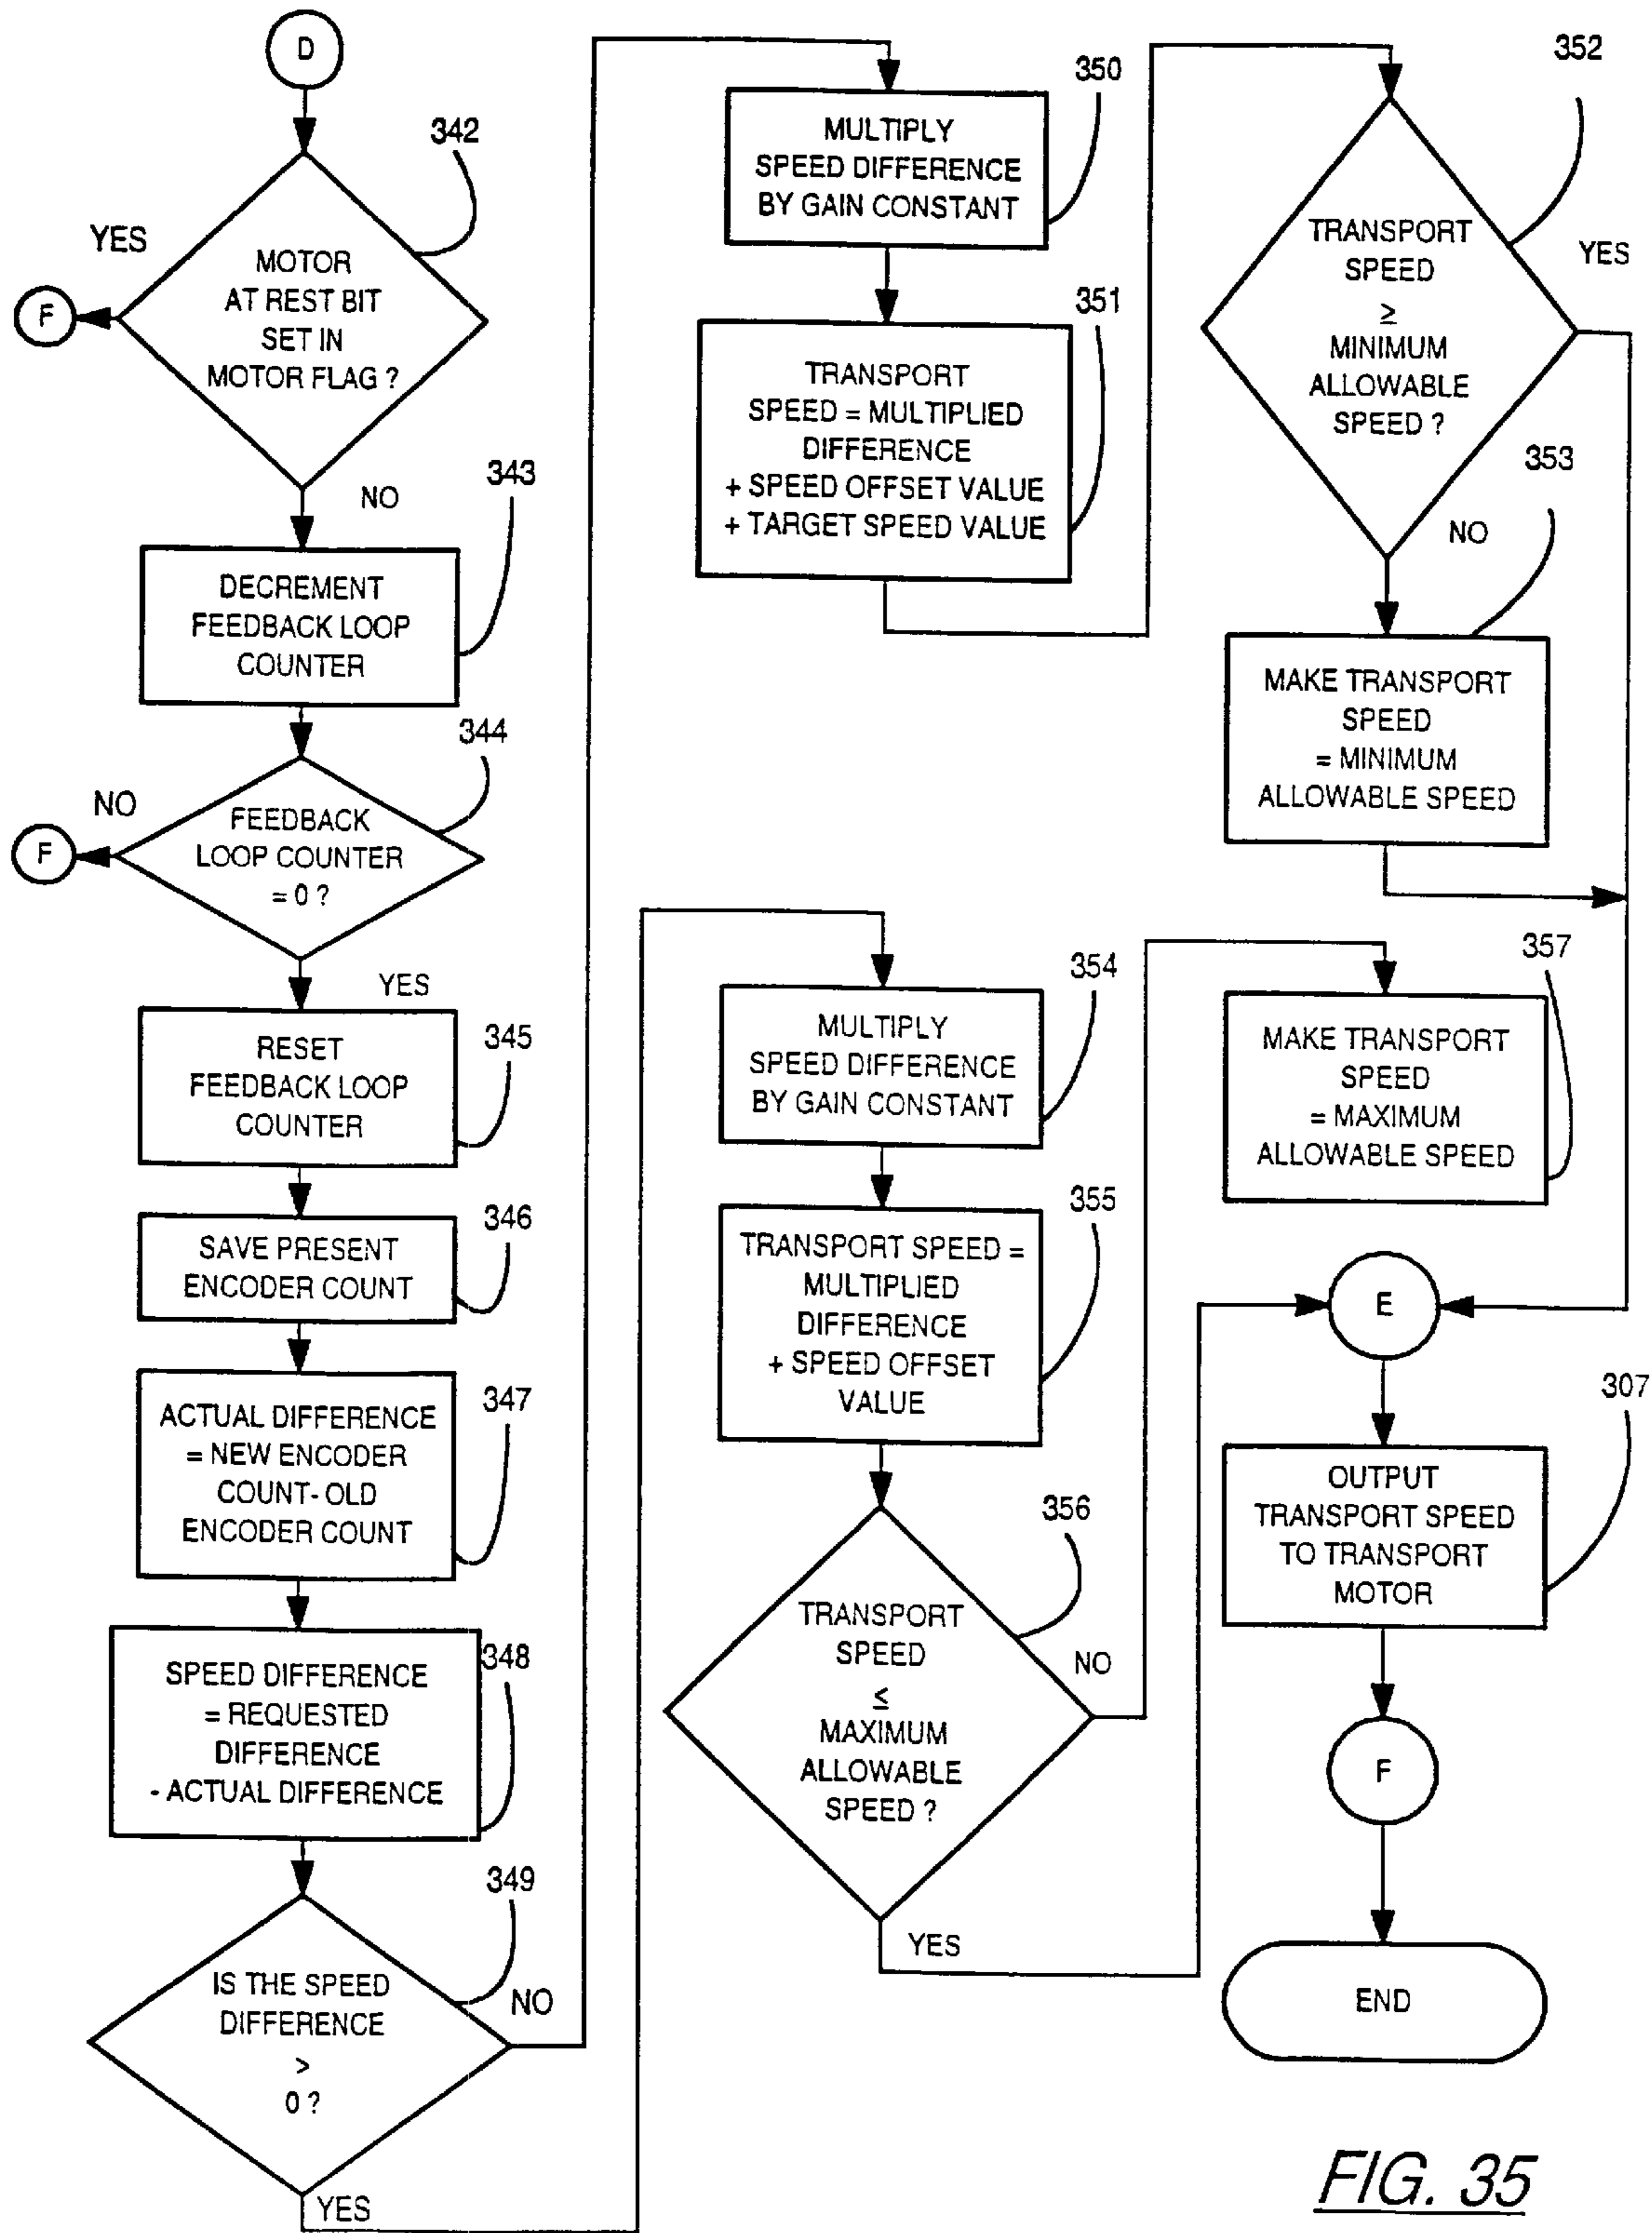 D
342
YES
MOTOR
AT REST BIT
SET IN
MOTOR FLAG ?
F
NO
343
DECREMENT
FEEDBACK LOOP
COUNTER
344
NO
FEEDBACK
LOOP COUNTER
= 0 ?
F
YES
RESET
FEEDBACK LOOP
COUNTER
345
SAVE PRESENT
ENCODER COUNT
346
ACTUAL DIFFERENCE
= NEW ENCODER
COUNT- OLD
ENCODER COUNT
347
SPEED DIFFERENCE
= REQUESTED
DIFFERENCE
- ACTUAL DIFFERENCE
348
349
IS THE SPEED
DIFFERENCE
>
0 ?
NO
YES
350
MULTIPLY
SPEED DIFFERENCE
BY GAIN CONSTANT
351
TRANSPORT
SPEED = MULTIPLIED
DIFFERENCE
+ SPEED OFFSET VALUE
+ TARGET SPEED VALUE
352
TRANSPORT
SPEED
≥
MINIMUM
ALLOWABLE
SPEED ?
YES
NO
353
MAKE TRANSPORT
SPEED
= MINIMUM
ALLOWABLE SPEED
354
MULTIPLY
SPEED DIFFERENCE
BY GAIN CONSTANT
355
TRANSPORT SPEED =
MULTIPLIED
DIFFERENCE
+ SPEED OFFSET
VALUE
356
TRANSPORT
SPEED
≤
MAXIMUM
ALLOWABLE
SPEED ?
NO
YES
357
MAKE TRANSPORT
SPEED
= MAXIMUM
ALLOWABLE SPEED
E
307
OUTPUT
TRANSPORT SPEED
TO TRANSPORT
MOTOR
F
END
FIG. 35